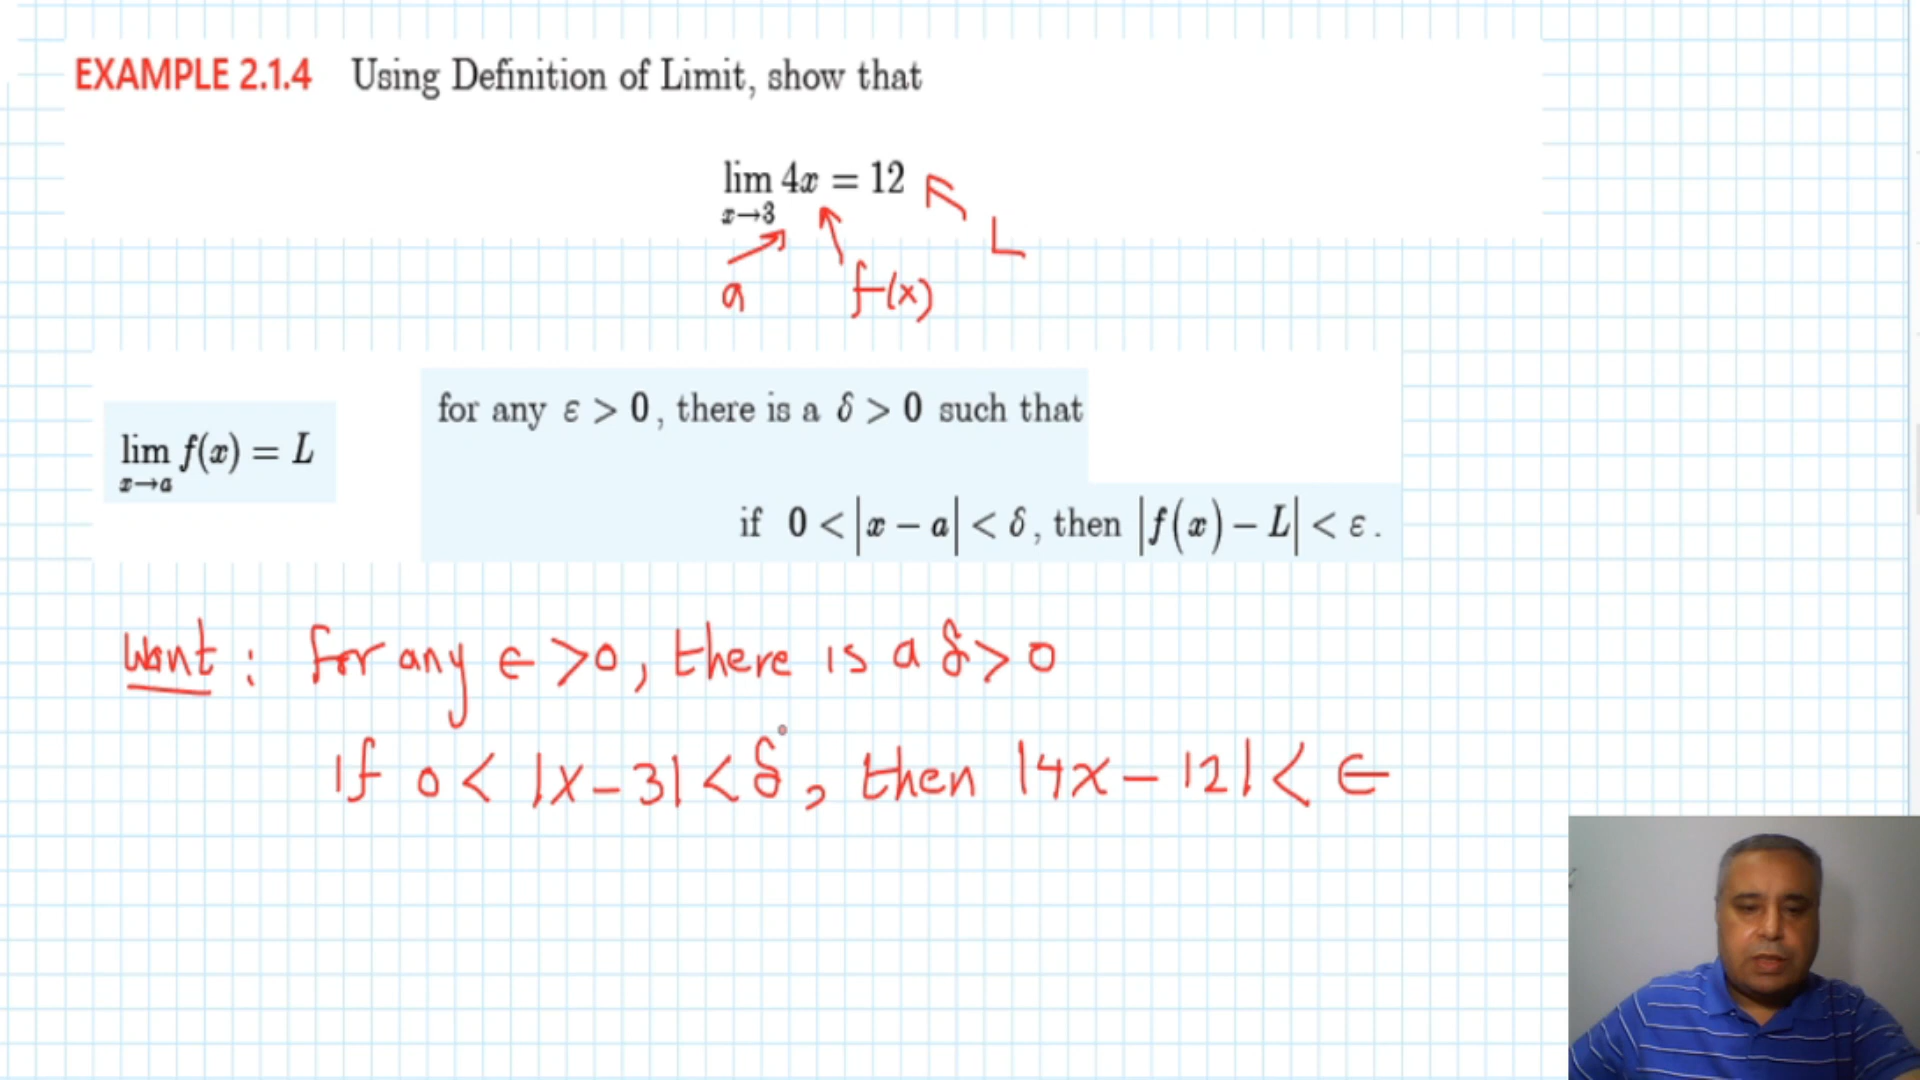 EXAMPLE 2.1.4 Using Definition of Limit, show that
lim 4x = 12
x→3
L
a f(x)
for any ε > 0, there is a δ > 0 such that
lim f(x) = L
x→a
if 0 < |x − a| < δ, then |f(x) − L| < ε.
Want: for any ϵ > 0, there is a δ > 0
If 0 < |x − 3| < δ, then |4x − 12| < ϵ